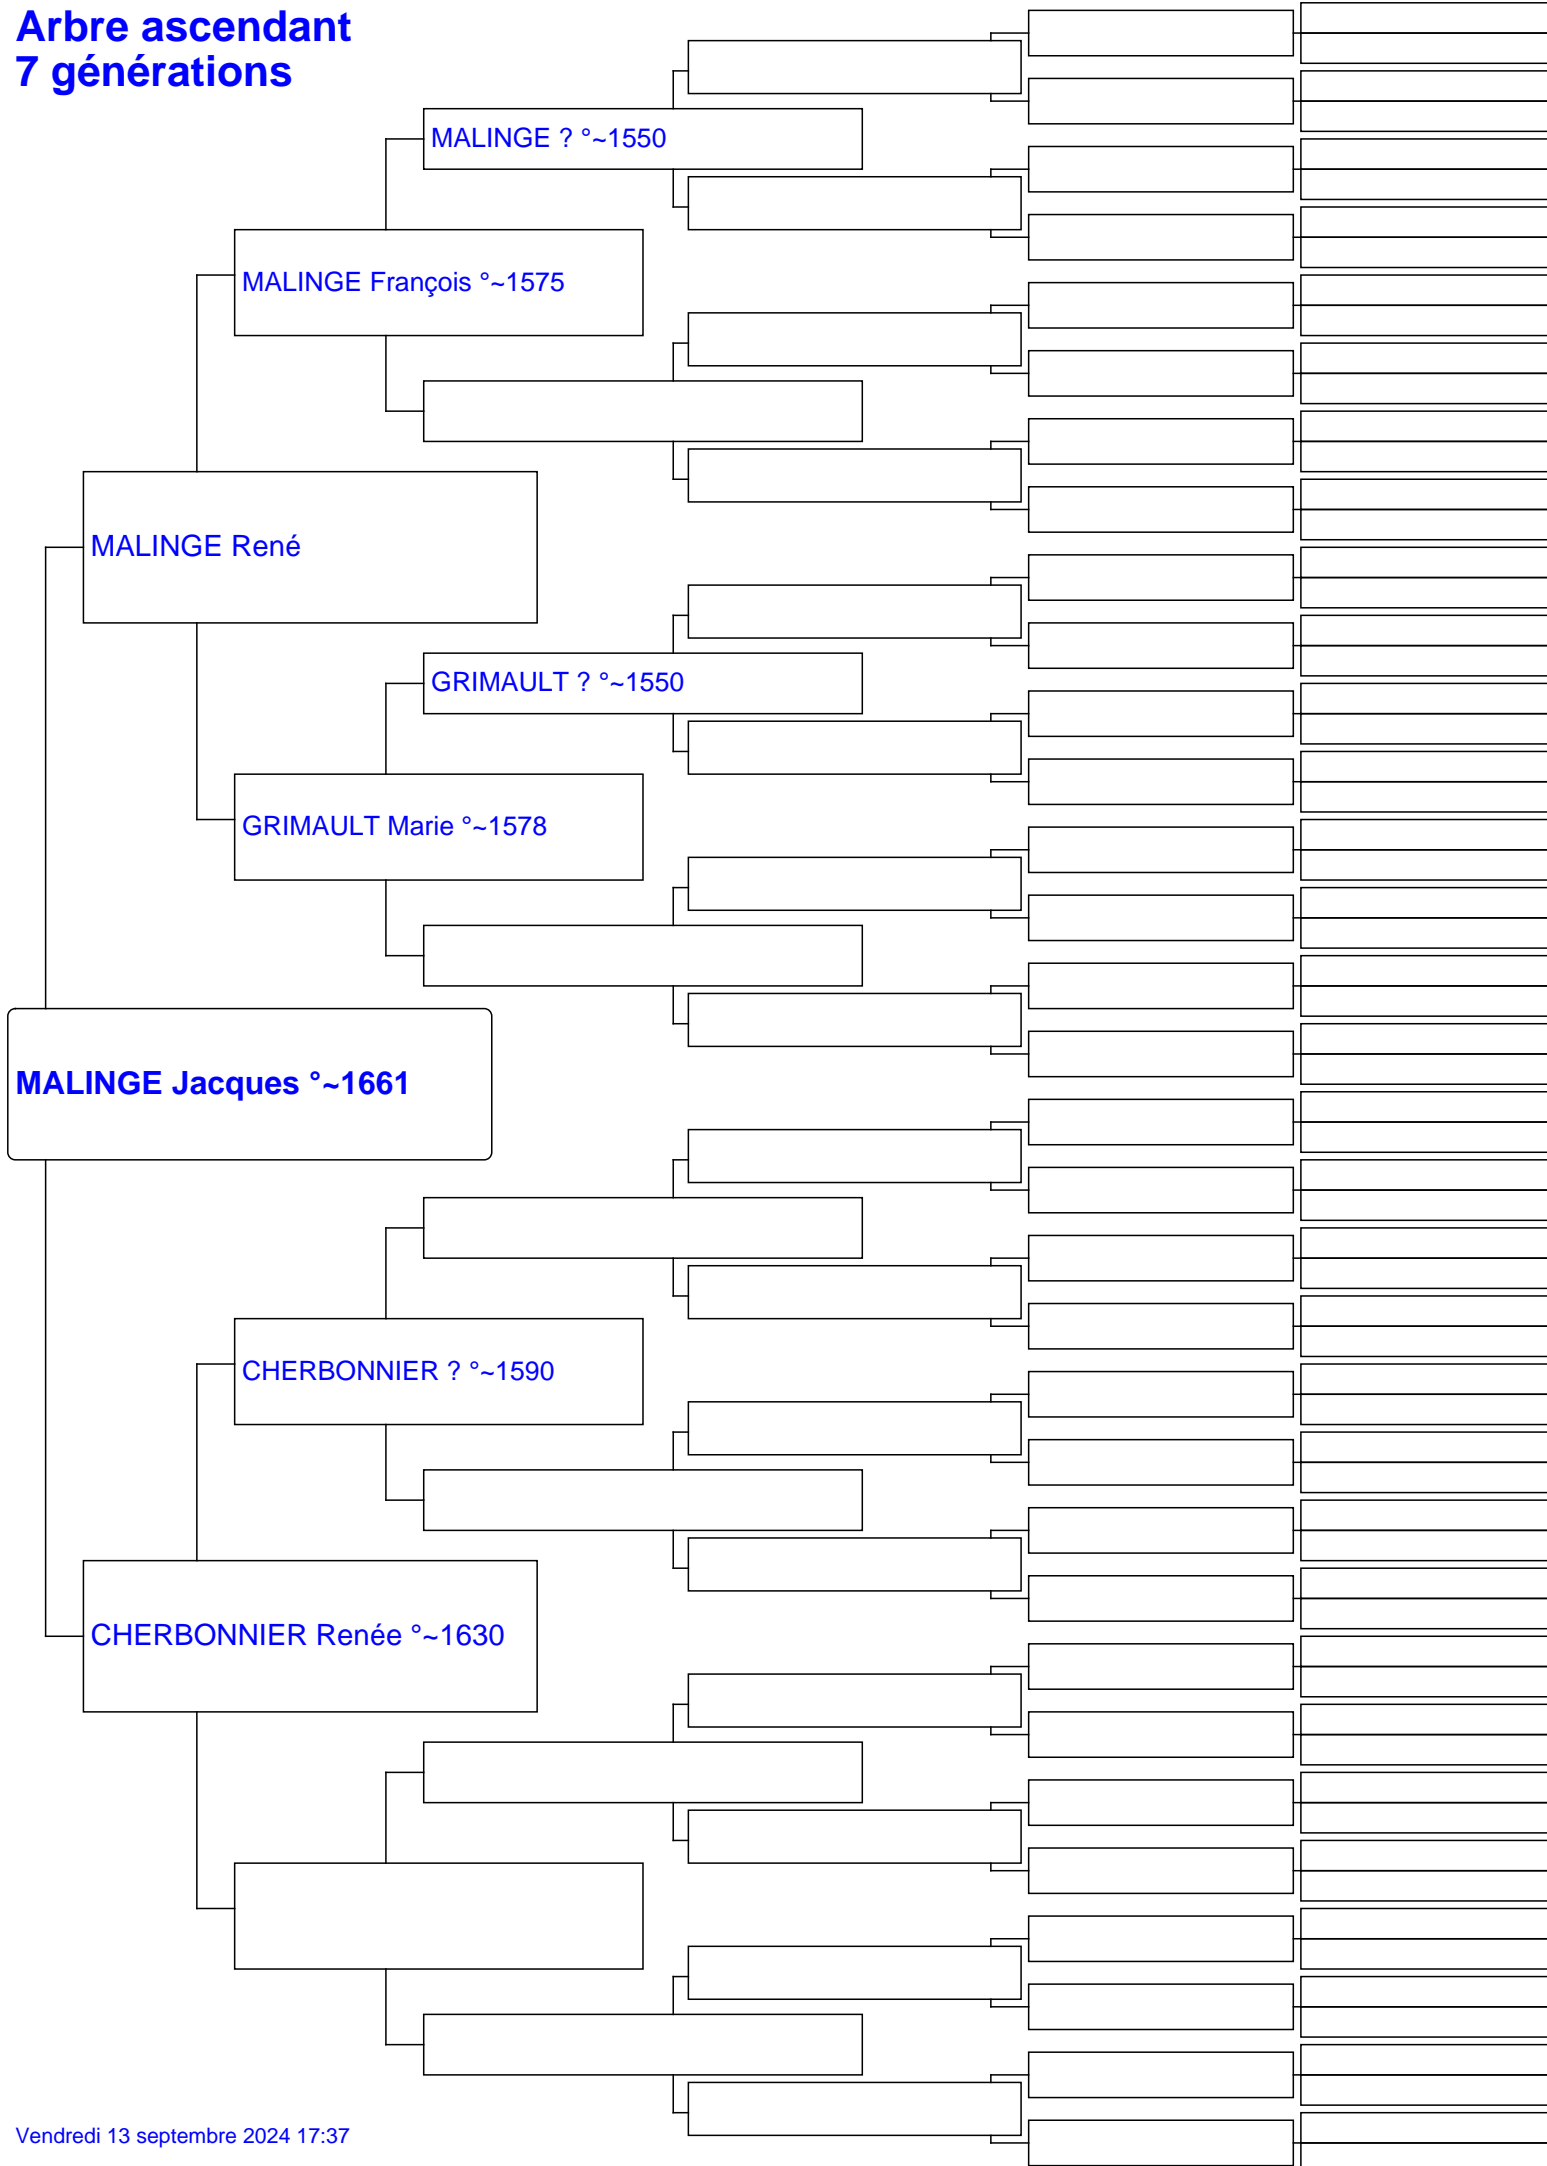 Arbre ascendant
7 générations
MALINGE ? °~1550
MALINGE François °~1575
MALINGE René
GRIMAULT ? °~1550
GRIMAULT Marie °~1578
MALINGE Jacques °~1661
CHERBONNIER ? °~1590
CHERBONNIER Renée °~1630
Vendredi 13 septembre 2024 17:37